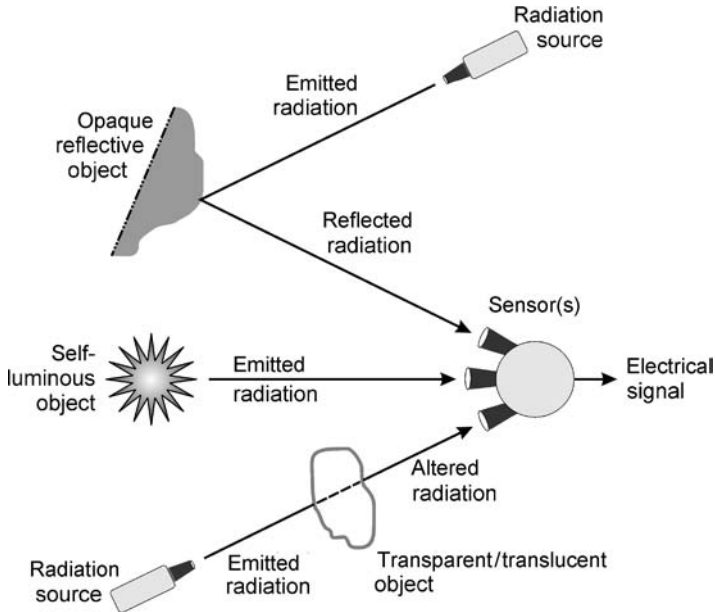 Radiation
source
Emitted
radiation
Opaque
reflective
object
Reflected
radiation
Sensor(s)
Self-
luminous
object
Emitted
radiation
Electrical
signal
Altered
radiation
Radiation
source
Emitted
radiation
Transparent/translucent
object